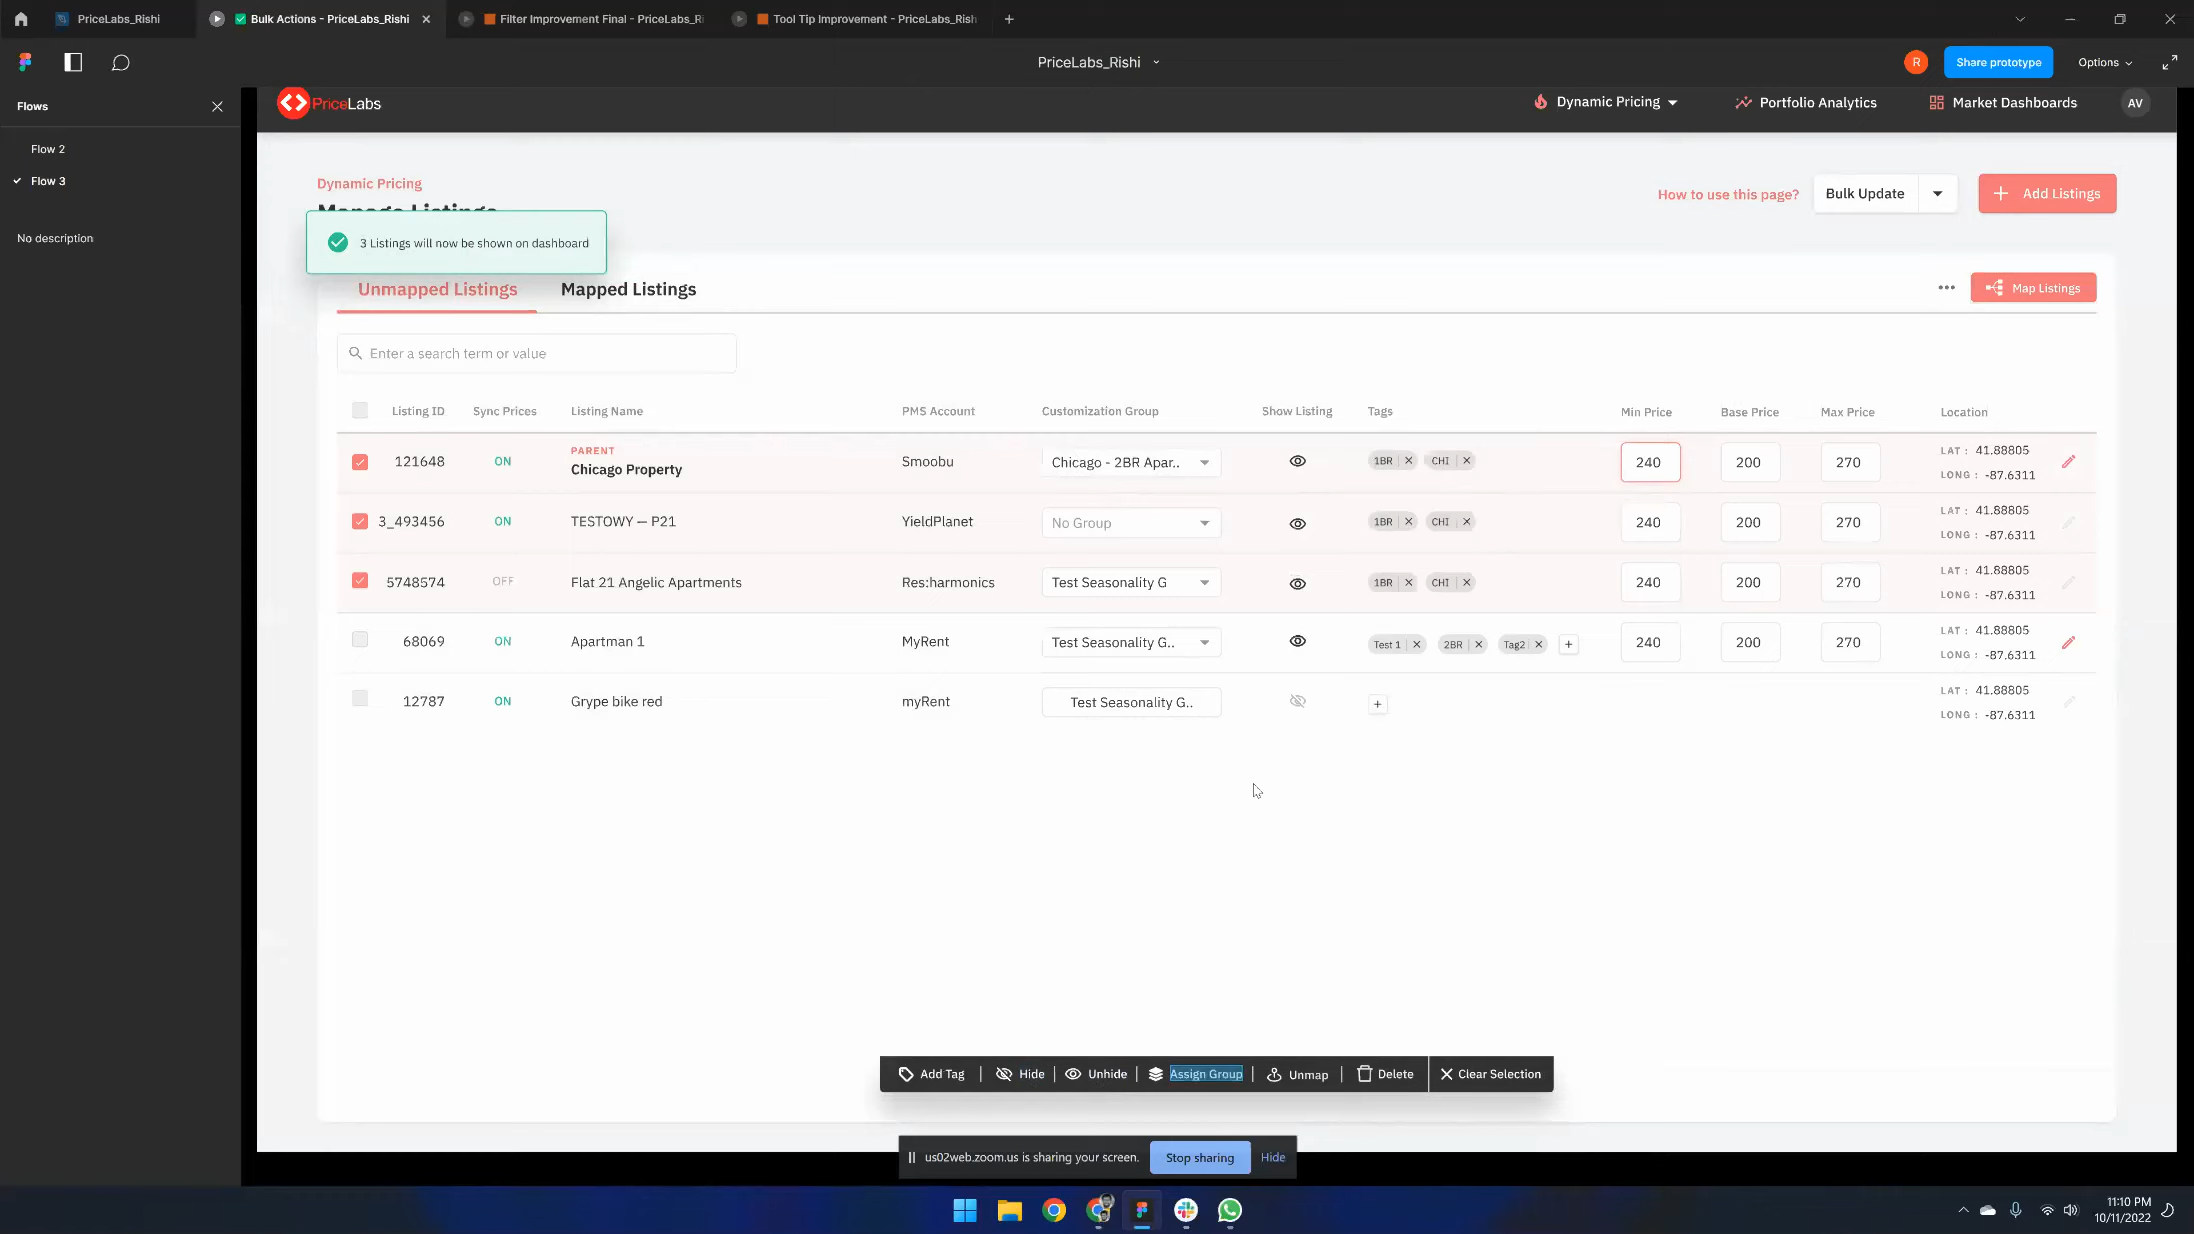 PriceLabs_Rishi
Bulk Actions - PriceLabs_Rishi
Filter Improvement Final - PriceLabs_Ri
Tool Tip Improvement - PriceLabs_Rish
PriceLabs_Rishi
R
Share prototype
Options
Flows
Flow 2
Flow 3
No description
PriceLabs
Dynamic Pricing
Portfolio Analytics
Market Dashboards
AV
Dynamic Pricing
Manage Listings
How to use this page?
Bulk Update
Add Listings
3 Listings will now be shown on dashboard
Unmapped Listings
Mapped Listings
Map Listings
Enter a search term or value
Listing ID Sync Prices Listing Name PMS Account Customization Group Show Listing Tags Min Price Base Price Max Price Location
PARENT
121648 ON Chicago Property Smoobu Chicago - 2BR Apar.. 1BR CHI 240 200 270
LAT : 41.88805
LONG : -87.6311
3_493456 ON TESTOWY — P21 YieldPlanet No Group 1BR CHI 240 200 270
LAT : 41.88805
LONG : -87.6311
5748574 OFF Flat 21 Angelic Apartments Res:harmonics Test Seasonality G 1BR CHI 240 200 270
LAT : 41.88805
LONG : -87.6311
68069 ON Apartman 1 MyRent Test Seasonality G.. Test 1 2BR Tag2 + 240 200 270
LAT : 41.88805
LONG : -87.6311
12787 ON Grype bike red myRent Test Seasonality G.. +
LAT : 41.88805
LONG : -87.6311
Add Tag | Hide | Unhide | Assign Group | Unmap | Delete | Clear Selection
us02web.zoom.us is sharing your screen. Stop sharing Hide
11:10 PM
10/11/2022